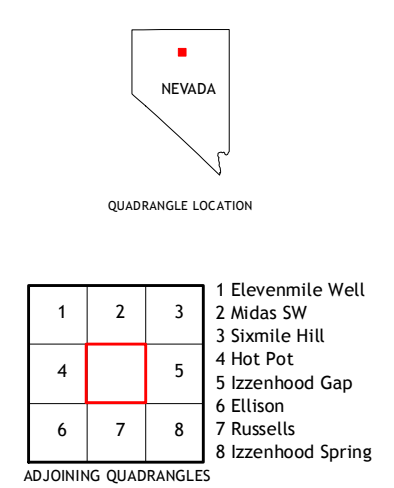 NEVADA
QUADRANGLE LOCATION
1 2 3
4 5
6 7 8
ADJOINING QUADRANGLES
1 Elevenmile Well
2 Midas SW
3 Sixmile Hill
4 Hot Pot
5 Izzenhood Gap
6 Ellison
7 Russells
8 Izzenhood Spring